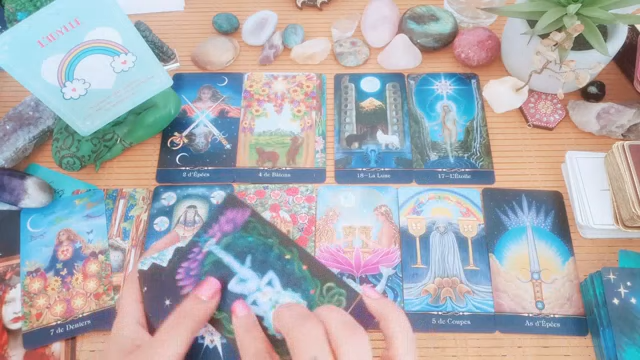 2 d'Épées
4 de Bâtons
18-La Lune
17-L'Étoile
7 de Deniers
5 de Coupes
As d'Épées